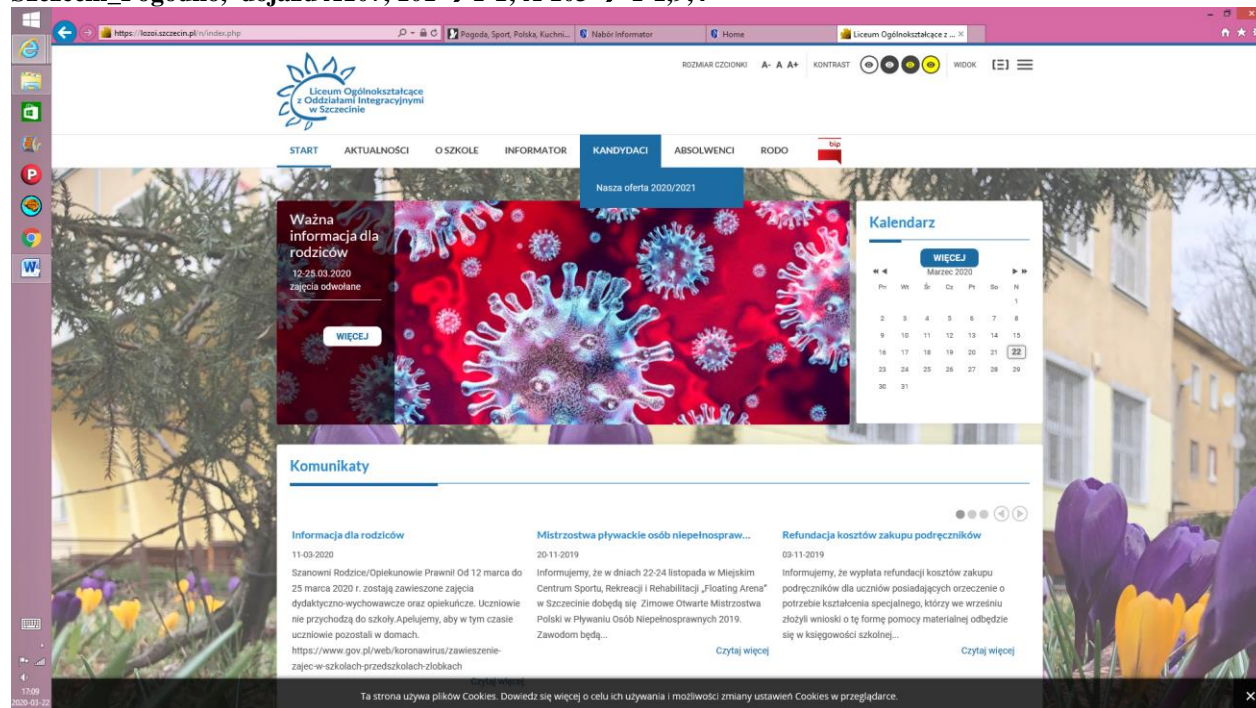 https://lozoi.szczecin.pl/n/index.php
Pogoda, Sport, Polska, Kuchni...
Nabór Informator
Home
Liceum Ogólnokształcące z ...
Liceum Ogólnokształcące
z Oddziałami Integracyjnymi
w Szczecinie
ROZMIAR CZCIONKI A- A A+ KONTRAST WIDOK
START AKTUALNOŚCI O SZKOLE INFORMATOR KANDYDACI ABSOLWENCI RODO bip
Nasza oferta 2020/2021
Ważna
informacja dla
rodziców
12-25.03.2020
zajęcia odwołane
WIĘCEJ
Kalendarz
WIĘCEJ
Marzec 2020
Pn Wt Śr Cz Pt So N
1
2 3 4 5 6 7 8
9 10 11 12 13 14 15
16 17 18 19 20 21 22
23 24 25 26 27 28 29
30 31
Komunikaty
Informacja dla rodziców
11-03-2020
Szanowni Rodzice/Opiekunowie Prawni! Od 12 marca do
25 marca 2020 r. zostają zawieszone zajęcia
dydaktyczno-wychowawcze oraz opiekuńcze. Uczniowie
nie przychodzą do szkoły.Apelujemy, aby w tym czasie
uczniowie pozostali w domach.
https://www.gov.pl/web/koronawirus/zawieszenie-
zajec-w-szkolach-przedszkolach-zlobkach
Czytaj więcej
Mistrzostwa pływackie osób niepełnospraw...
20-11-2019
Informujemy, że w dniach 22-24 listopada w Miejskim
Centrum Sportu, Rekreacji i Rehabilitacji „Floating Arena"
w Szczecinie dobędą się Zimowe Otwarte Mistrzostwa
Polski w Pływaniu Osób Niepełnosprawnych 2019.
Zawodom będą...
Czytaj więcej
Refundacja kosztów zakupu podręczników
03-11-2019
Informujemy, że wypłata refundacji kosztów zakupu
podręczników dla uczniów posiadających orzeczenie o
potrzebie kształcenia specjalnego, którzy we wrześniu
złożyli wnioski o tę formę pomocy materialnej odbędzie
się w księgowości szkolnej...
Czytaj więcej
Ta strona używa plików Cookies. Dowiedz się więcej o celu ich używania i możliwości zmiany ustawień Cookies w przeglądarce.
17:09
2020-03-22